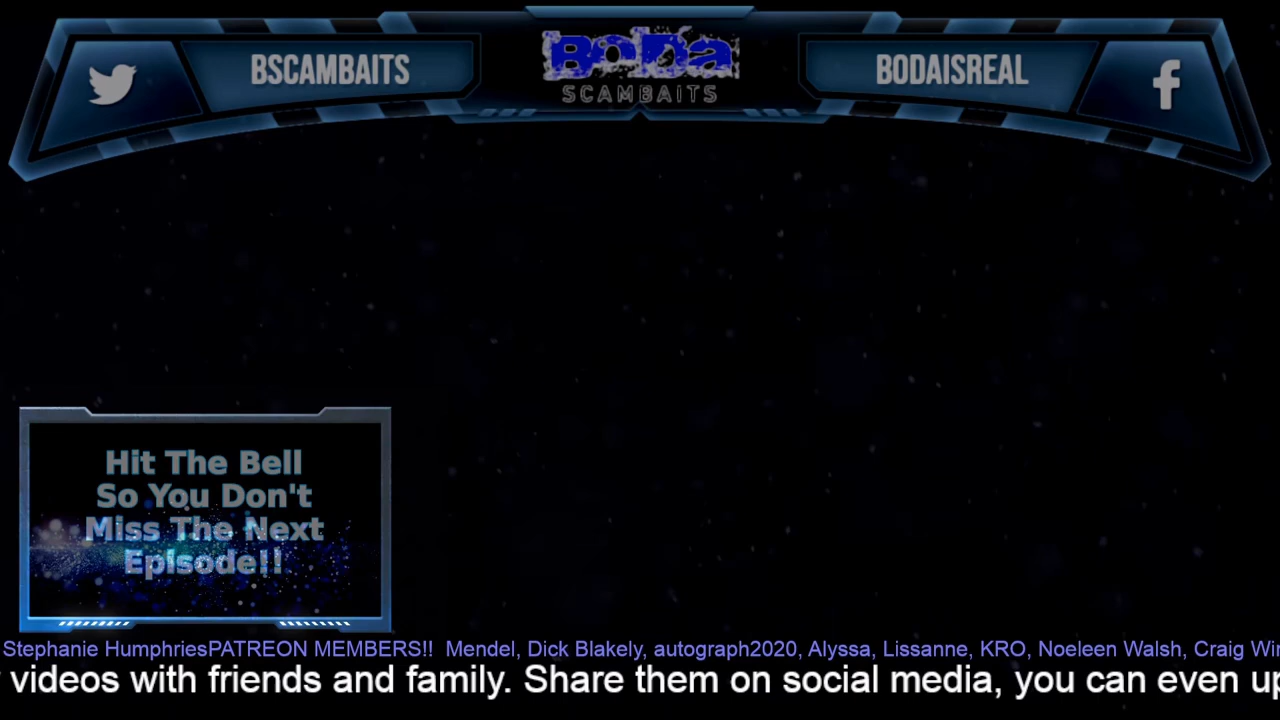 BSCAMBAITS
BoDa
SCAMBAITS
BODAISREAL
Hit The Bell
So You Don't
Miss The Next
Episode!!
Stephanie HumphriesPATREON MEMBERS!! Mendel, Dick Blakely, autograph2020, Alyssa, Lissanne, KRO, Noeleen Walsh, Craig
videos with friends and family. Share them on social media, you can even